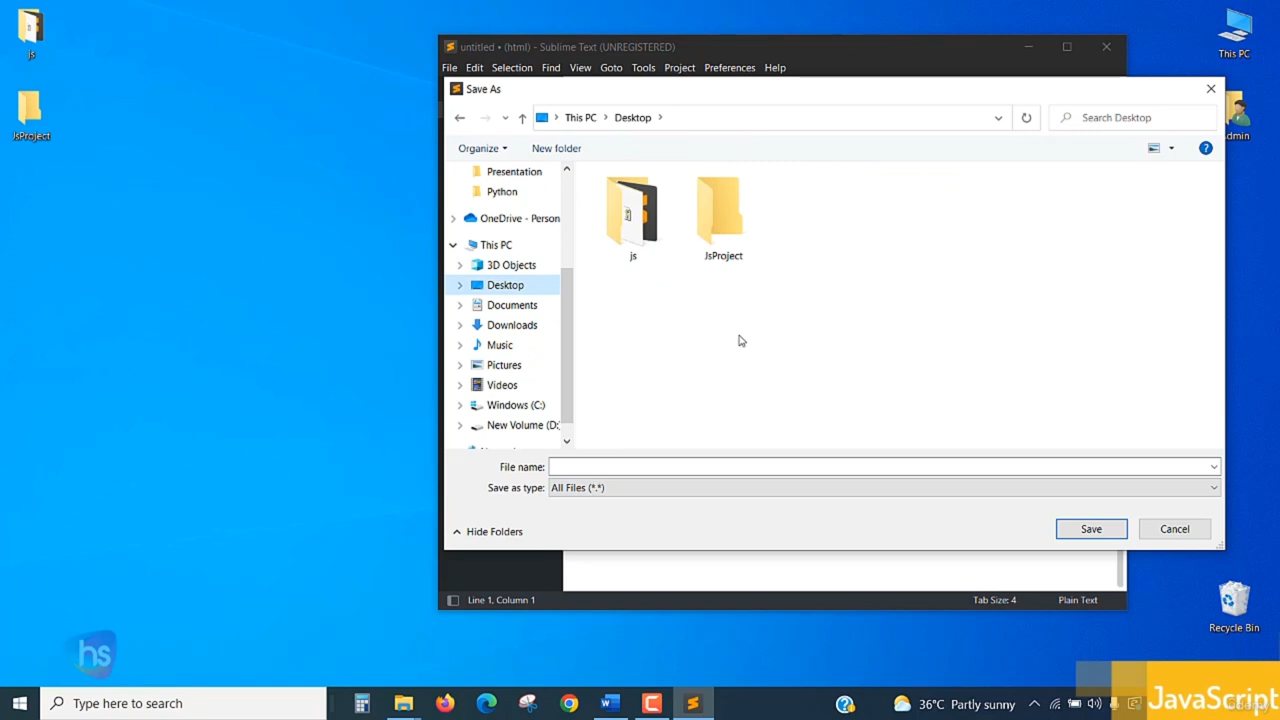 js
JsProject
This PC
Admin
Recycle Bin
untitled • (html) - Sublime Text (UNREGISTERED)
File Edit Selection Find View Goto Tools Project Preferences Help
Save As
This PC > Desktop >
Search Desktop
Organize
New folder
Presentation
Python
OneDrive - Person
This PC
3D Objects
Desktop
Documents
Downloads
Music
Pictures
Videos
Windows (C:)
New Volume (D:)
js
JsProject
File name:
Save as type: All Files (*.*)
Hide Folders
Save
Cancel
Line 1, Column 1
Tab Size: 4
Plain Text
hs
Type here to search
36°C Partly sunny
JavaScript